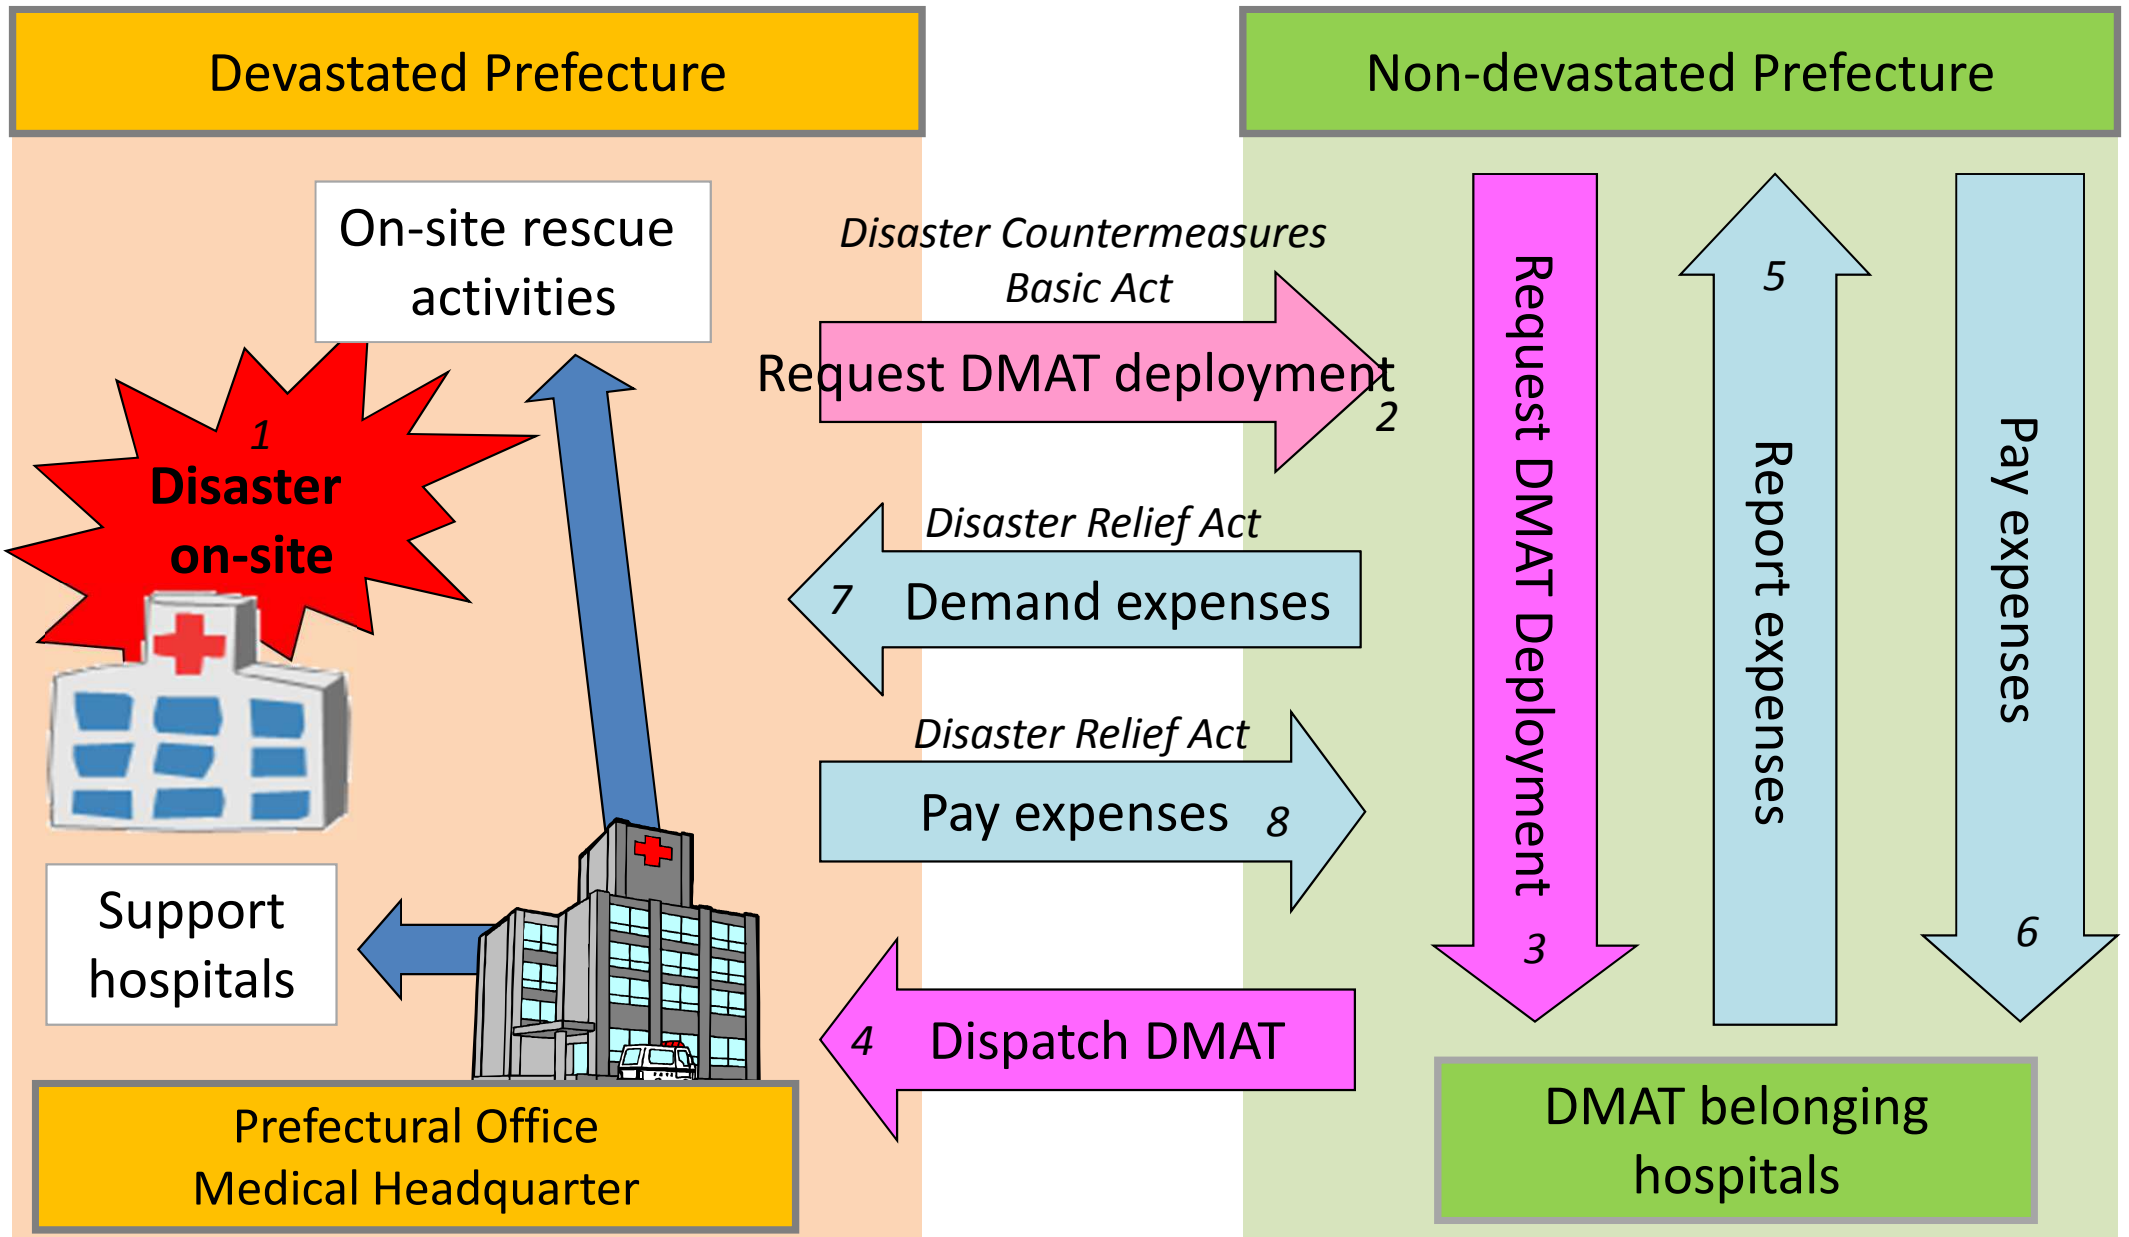 Devastated Prefecture
Non-devastated Prefecture
On-site rescue
activities
1
Disaster
on-site
Support
hospitals
Prefectural Office
Medical Headquarter
Disaster Countermeasures
Basic Act
Request DMAT deployment
2
Disaster Relief Act
7 Demand expenses
Disaster Relief Act
Pay expenses 8
4 Dispatch DMAT
Request DMAT Deployment 3
5 Report expenses
Pay expenses 6
DMAT belonging
hospitals